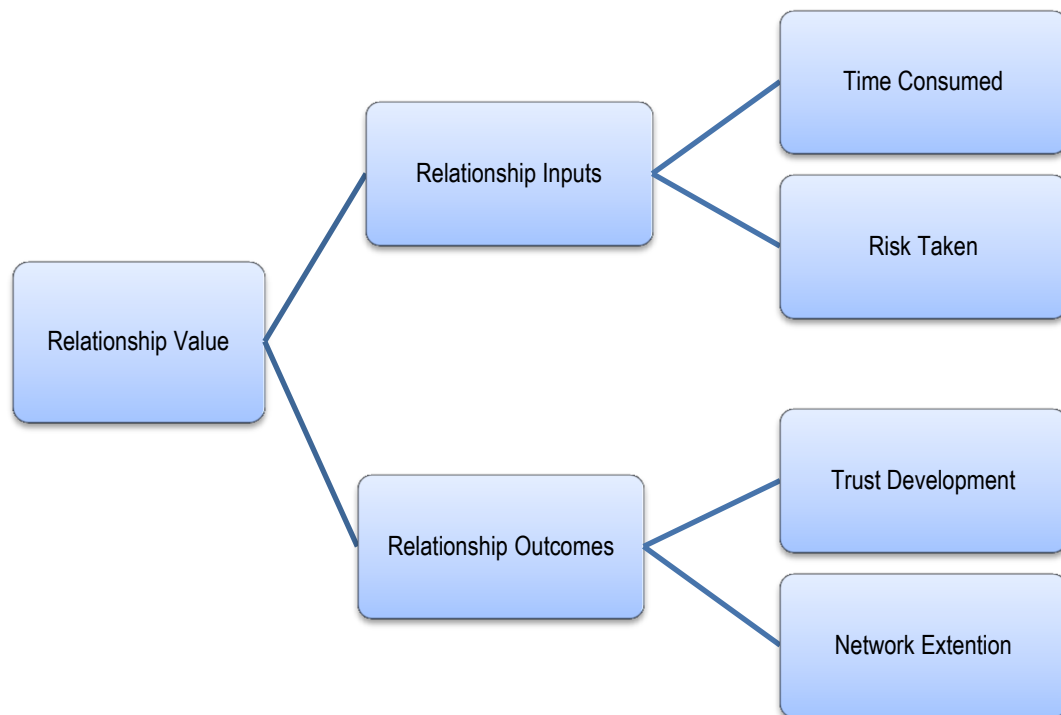 Time Consumed
Relationship Inputs
Risk Taken
Relationship Value
Trust Development
Relationship Outcomes
Network Extention